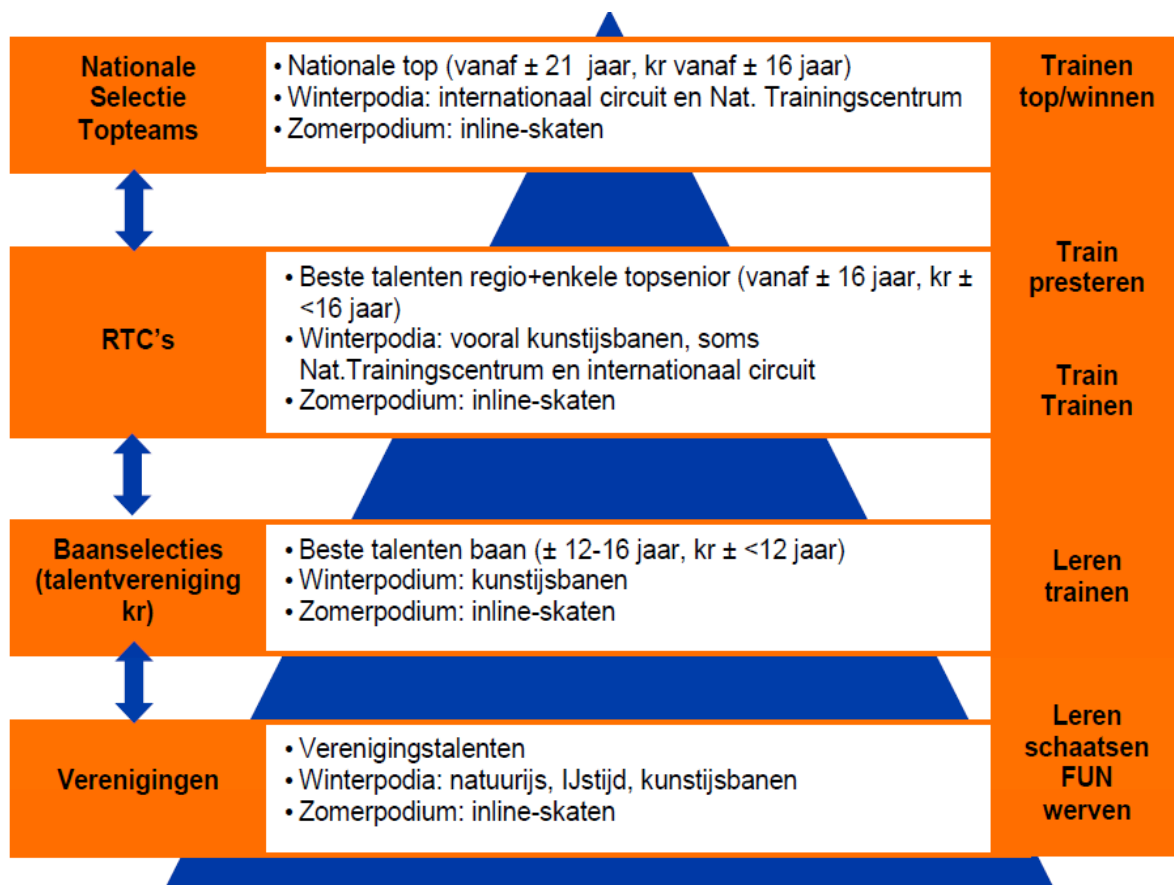 Nationale
Selectie
Topteams
• Nationale top (vanaf ± 21 jaar, kr vanaf ± 16 jaar)
• Winterpodia: internationaal circuit en Nat. Trainingscentrum
• Zomerpodium: inline-skaten
Trainen
top/winnen
RTC's
• Beste talenten regio+enkele topsenior (vanaf ± 16 jaar, kr ±
<16 jaar)
• Winterpodia: vooral kunstijsbanen, soms
Nat.Trainingscentrum en internationaal circuit
• Zomerpodium: inline-skaten
Train
presteren
Train
Trainen
Baanselecties
(talentvereniging
kr)
• Beste talenten baan (± 12-16 jaar, kr ± <12 jaar)
• Winterpodium: kunstijsbanen
• Zomerpodium: inline-skaten
Leren
trainen
Verenigingen
• Verenigingstalenten
• Winterpodia: natuurijs, IJstijd, kunstijsbanen
• Zomerpodium: inline-skaten
Leren
schaatsen
FUN
werven